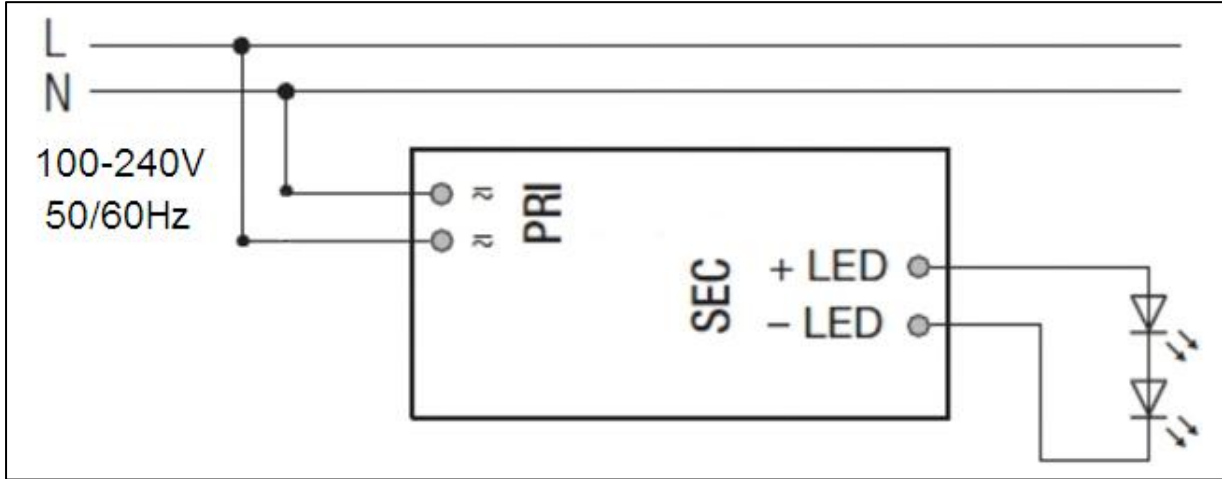 L
N
100-240V
50/60Hz
≂
≂
PRI
SEC
+ LED
− LED